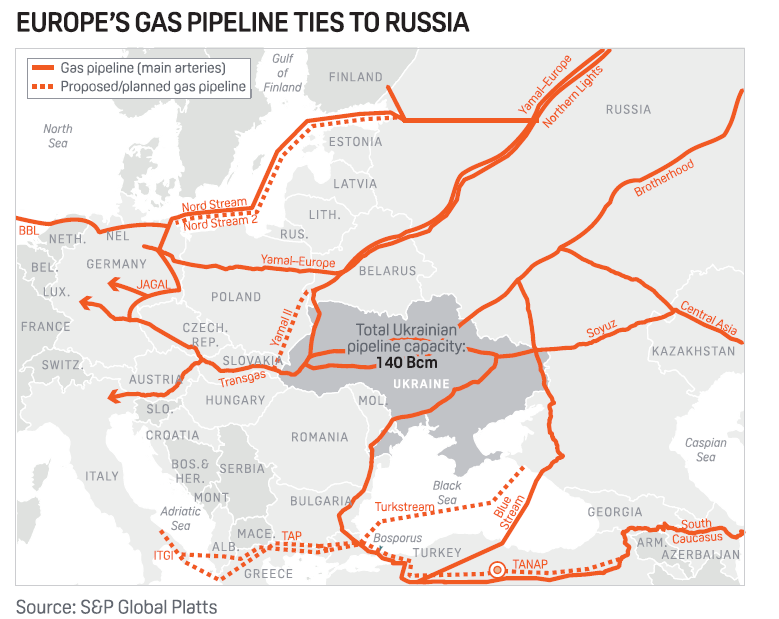 EUROPE'S GAS PIPELINE TIES TO RUSSIA
Gas pipeline (main arteries)
Proposed/planned gas pipeline
Gulf
of
Finland
FINLAND
Yamal–Europe
Northern Lights
RUSSIA
North
Sea
ESTONIA
LATVIA
Brotherhood
Nord Stream
Nord Stream 2
LITH.
RUS.
BBL
NETH.
NEL
Yamal–Europe
BELARUS
BEL.
GERMANY
JAGAL
LUX.
POLAND
Yamal II
Central Asia
Soyuz
FRANCE
CZECH.
REP.
Total Ukrainian
pipeline capacity:
140 Bcm
UKRAINE
KAZAKHSTAN
SWITZ.
SLOVAKIA
Transgas
AUSTRIA
HUNGARY
MOL.
SLO.
CROATIA
ROMANIA
Caspian
Sea
ITALY
BOS.&
HER.
SERBIA
MONT
BULGARIA
Black
Sea
Turkstream
Blue
Stream
GEORGIA
Adriatic
Sea
MACE.
TAP
Bosporus
South
Caucasus
ITGI
ALB.
TURKEY
ARM.
AZERBAIJAN
GREECE
TANAP
Source: S&P Global Platts